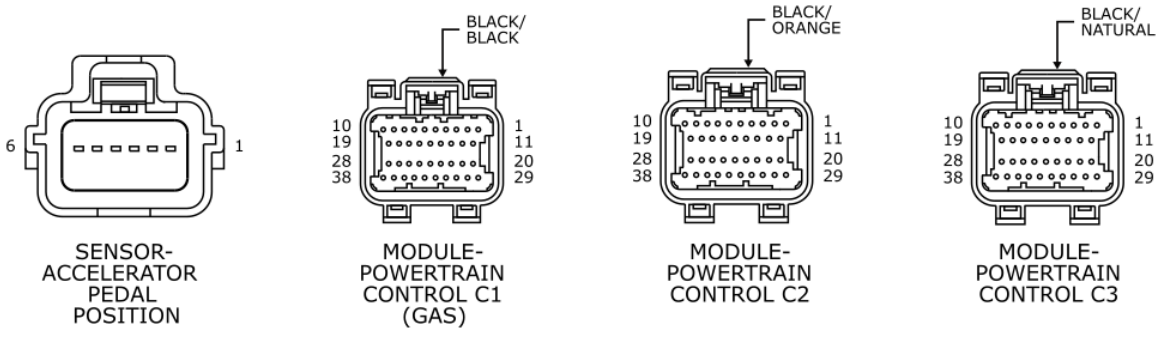 6
1
SENSOR-
ACCELERATOR
PEDAL
POSITION
BLACK/
BLACK
10
19
28
38
1
11
20
29
MODULE-
POWERTRAIN
CONTROL C1
(GAS)
BLACK/
ORANGE
10
19
28
38
1
11
20
29
MODULE-
POWERTRAIN
CONTROL C2
BLACK/
NATURAL
10
19
28
38
1
11
20
29
MODULE-
POWERTRAIN
CONTROL C3